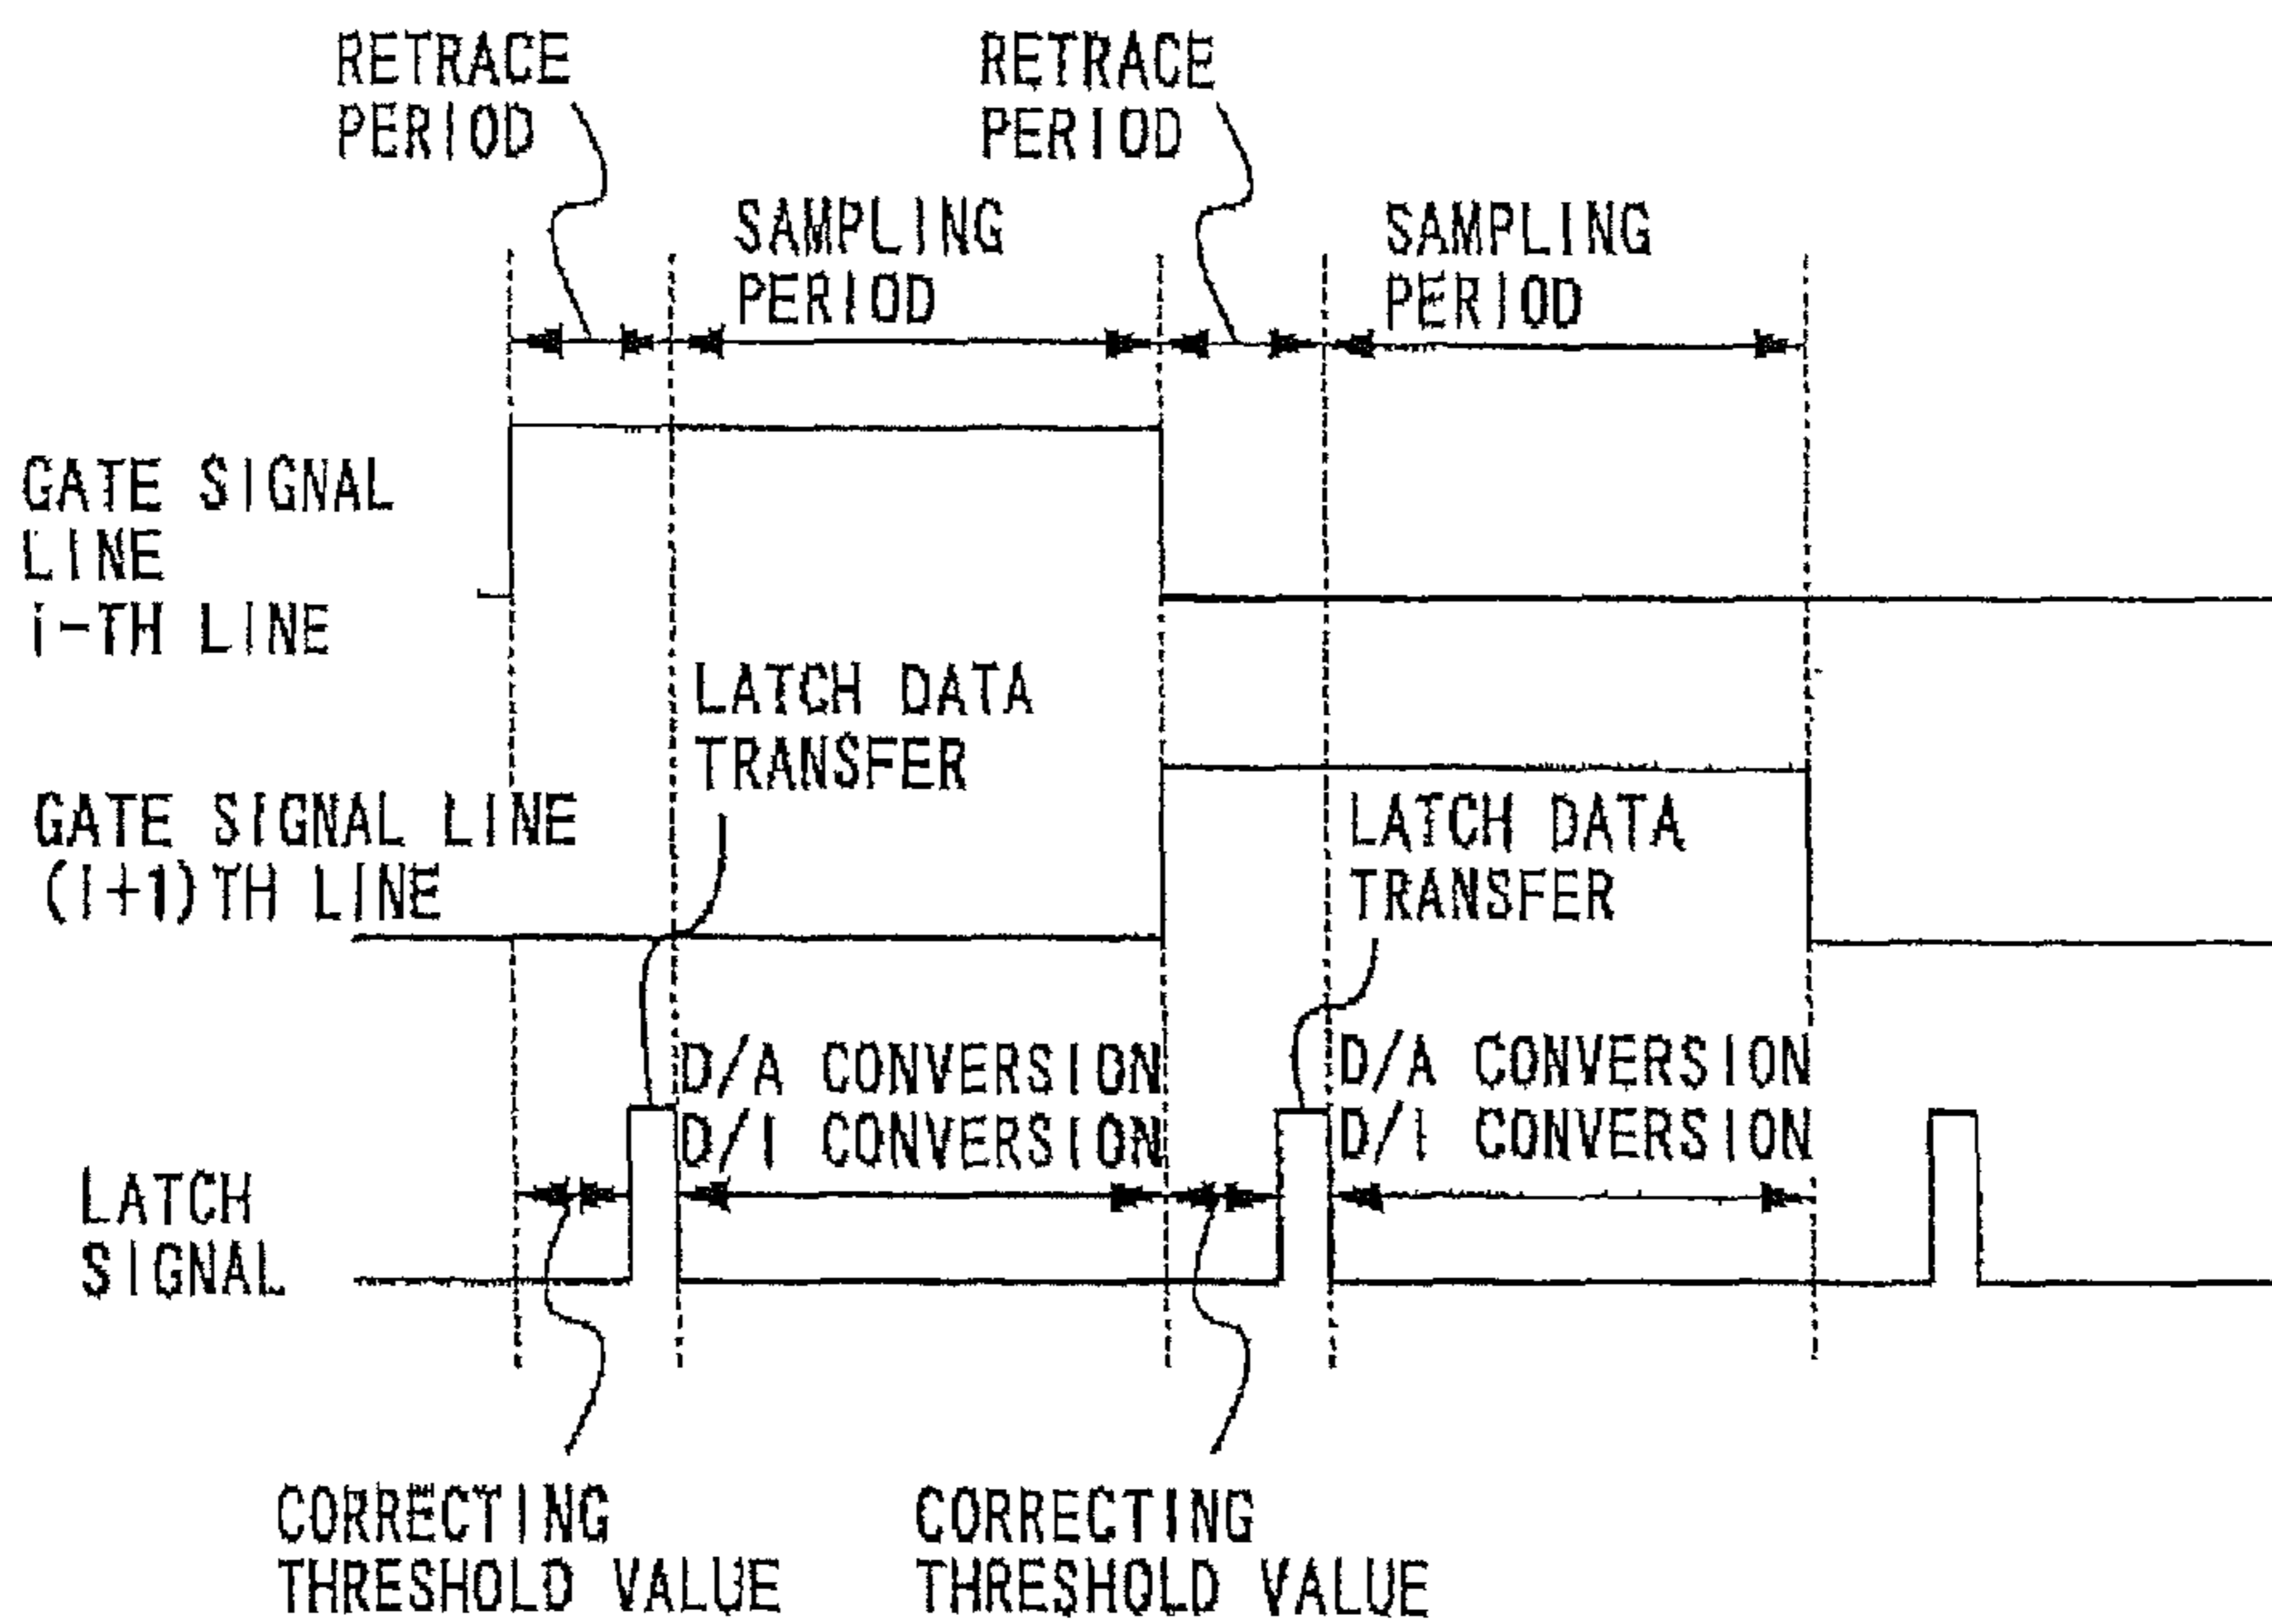 RETRACE
PERIOD
RETRACE
PERIOD
SAMPLING
PERIOD
SAMPLING
PERIOD
GATE SIGNAL
LINE
i-TH LINE
LATCH DATA
TRANSFER
GATE SIGNAL LINE
(i+1)TH LINE
LATCH DATA
TRANSFER
D/A CONVERSION
D/I CONVERSION
D/A CONVERSION
D/I CONVERSION
LATCH
SIGNAL
CORRECTING
THRESHOLD VALUE
CORRECTING
THRESHOLD VALUE